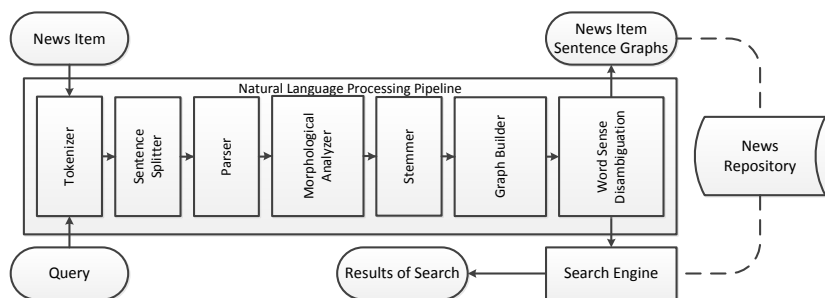 News Item
News Item
Sentence Graphs
Natural Language Processing Pipeline
Tokenizer
Sentence
Splitter
Parser
Morphological
Analyzer
Stemmer
Graph Builder
Word Sense
Disambiguation
News
Repository
Query
Results of Search
Search Engine